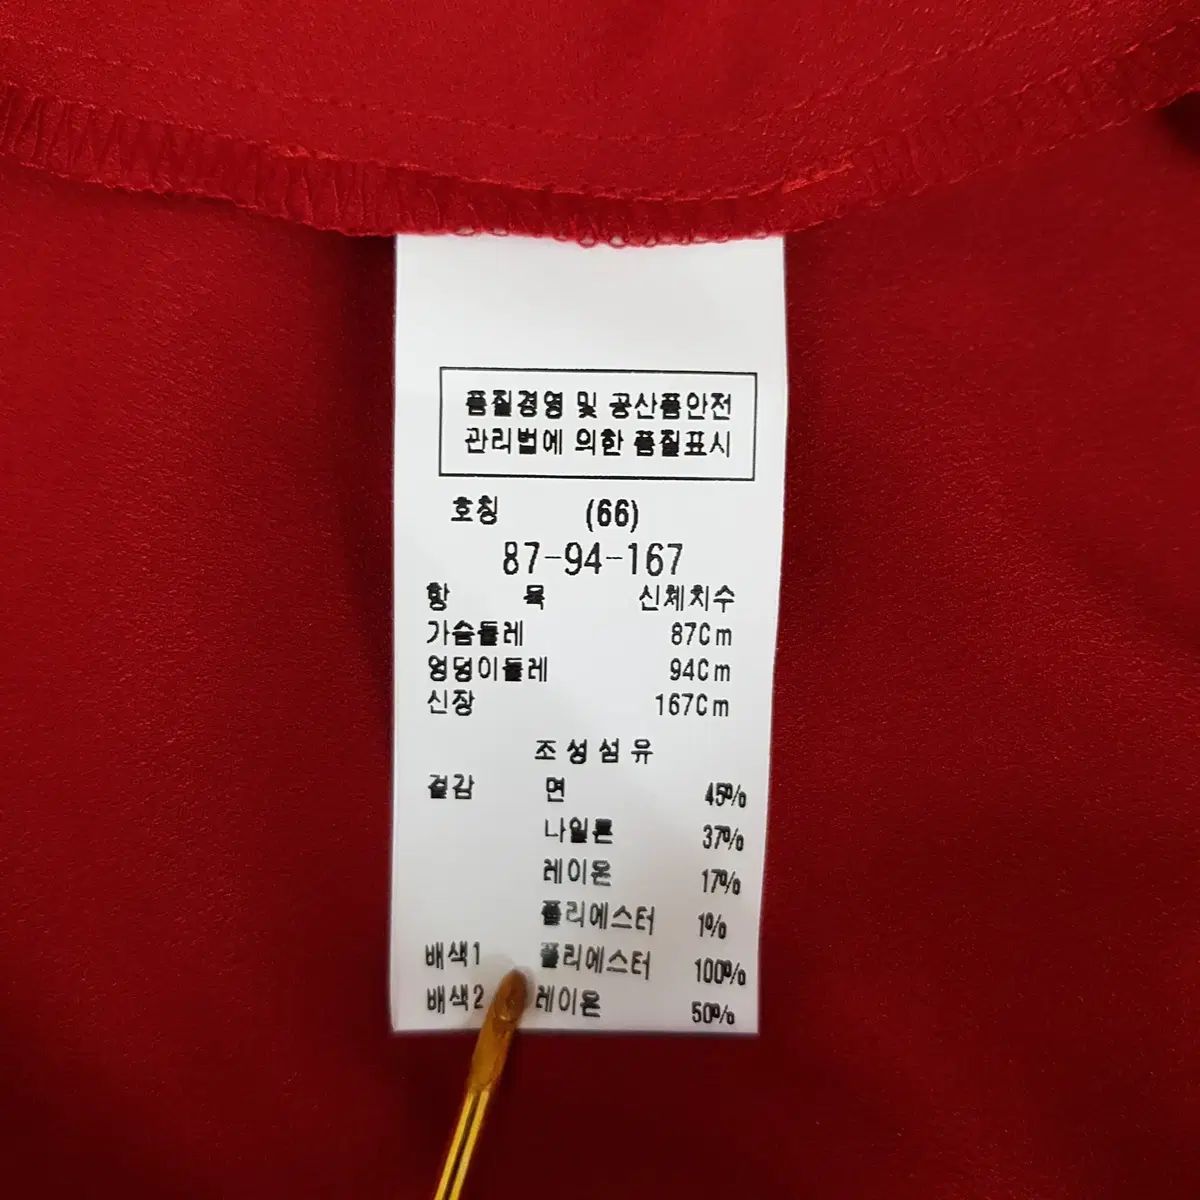 품질경영 및 공산품안전
관리법에 의한 품질표시
호칭 (66)
87-94-167
항 목 신체치수
가슴둘레 87Cm
엉덩이둘레 94Cm
신장 167Cm
조성섬유
겉감 면 45%
나일론 37%
레이온 17%
폴리에스터 1%
배색1 폴리에스터 100%
배색2 레이온 50%